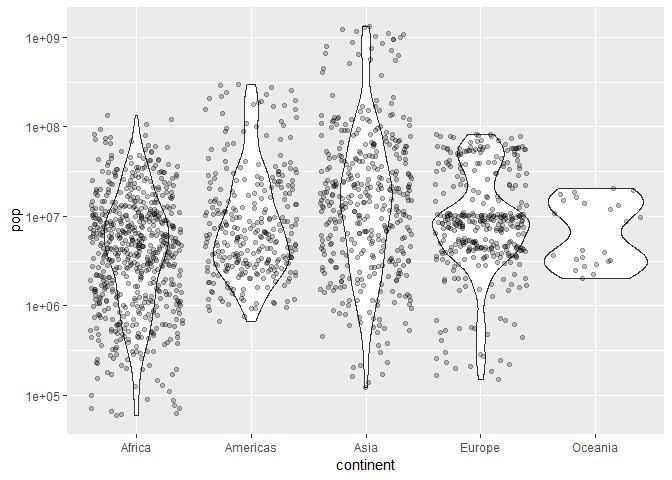 1e+09
1e+08
1e+07
1e+06
1e+05
pop
Africa
Americas
Asia
Europe
Oceania
continent